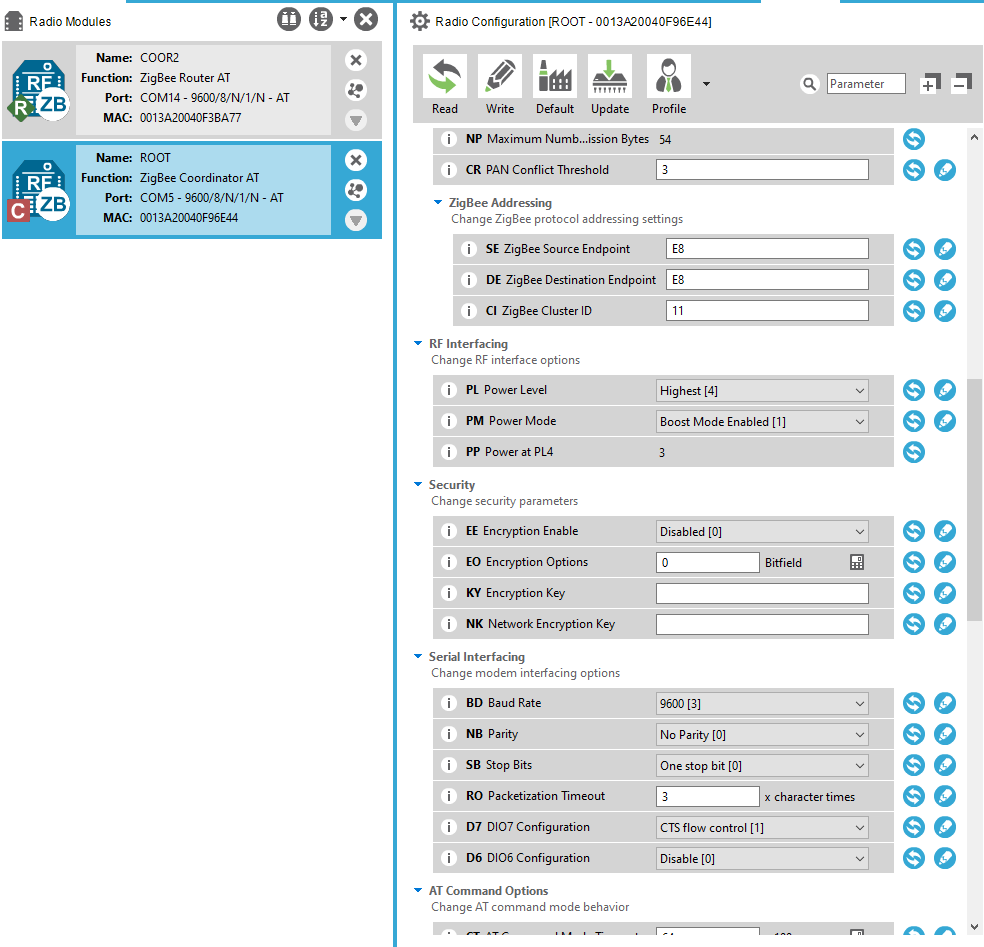 Radio Modules
Name: COOR2
Function: ZigBee Router AT
Port: COM14 - 9600/8/N/1/N - AT
MAC: 0013A20040F3BA77
RF
R ZB
Name: ROOT
Function: ZigBee Coordinator AT
Port: COM5 - 9600/8/N/1/N - AT
MAC: 0013A20040F96E44
RF
C ZB
Radio Configuration [ROOT - 0013A20040F96E44]
Read Write Default Update Profile Parameter
i NP Maximum Numb...ission Bytes 54
i CR PAN Conflict Threshold 3
ZigBee Addressing
Change ZigBee protocol addressing settings
i SE ZigBee Source Endpoint E8
i DE ZigBee Destination Endpoint E8
i CI ZigBee Cluster ID 11
RF Interfacing
Change RF interface options
i PL Power Level Highest [4]
i PM Power Mode Boost Mode Enabled [1]
i PP Power at PL4 3
Security
Change security parameters
i EE Encryption Enable Disabled [0]
i EO Encryption Options 0 Bitfield
i KY Encryption Key
i NK Network Encryption Key
Serial Interfacing
Change modem interfacing options
i BD Baud Rate 9600 [3]
i NB Parity No Parity [0]
i SB Stop Bits One stop bit [0]
i RO Packetization Timeout 3 x character times
i D7 DIO7 Configuration CTS flow control [1]
i D6 DIO6 Configuration Disable [0]
AT Command Options
Change AT command mode behavior